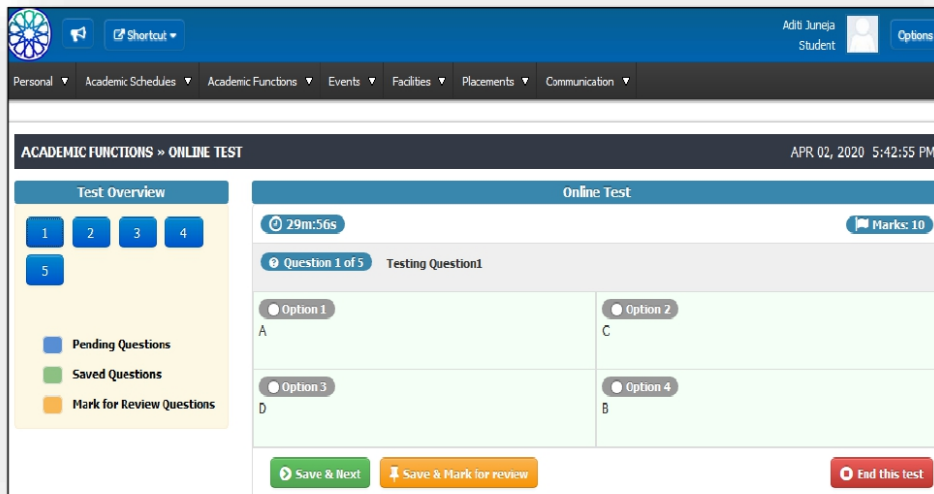 Shortcut
Aditi Juneja
Student
Options
Personal Academic Schedules Academic Functions Events Facilities Placements Communication
ACADEMIC FUNCTIONS » ONLINE TEST APR 02, 2020 5:42:55 PM
Test Overview
1 2 3 4
5
Pending Questions
Saved Questions
Mark for Review Questions
Online Test
29m:56s Marks: 10
Question 1 of 5 Testing Question1
Option 1
A
Option 2
C
Option 3
D
Option 4
B
Save & Next Save & Mark for review End this test